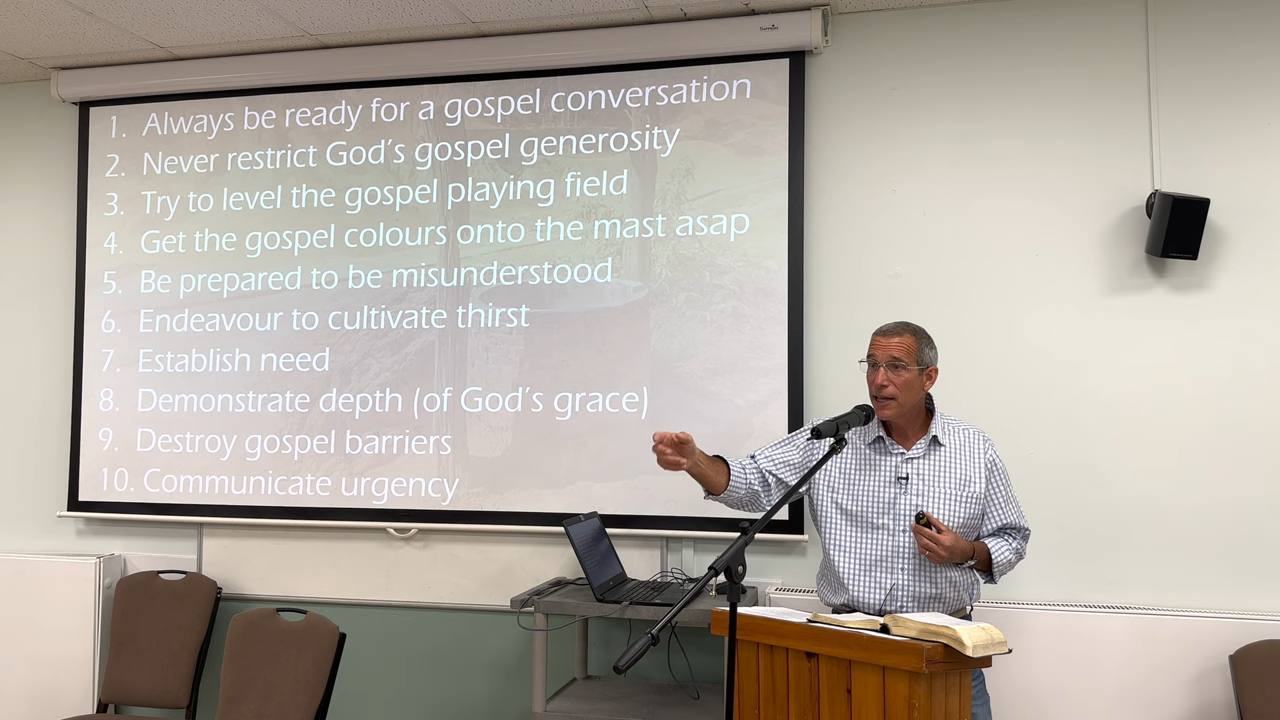 1. Always be ready for a gospel conversation
2. Never restrict God's gospel generosity
3. Try to level the gospel playing field
4. Get the gospel colours onto the mast asap
5. Be prepared to be misunderstood
6. Endeavour to cultivate thirst
7. Establish need
8. Demonstrate depth (of God's grace)
9. Destroy gospel barriers
10. Communicate urgency